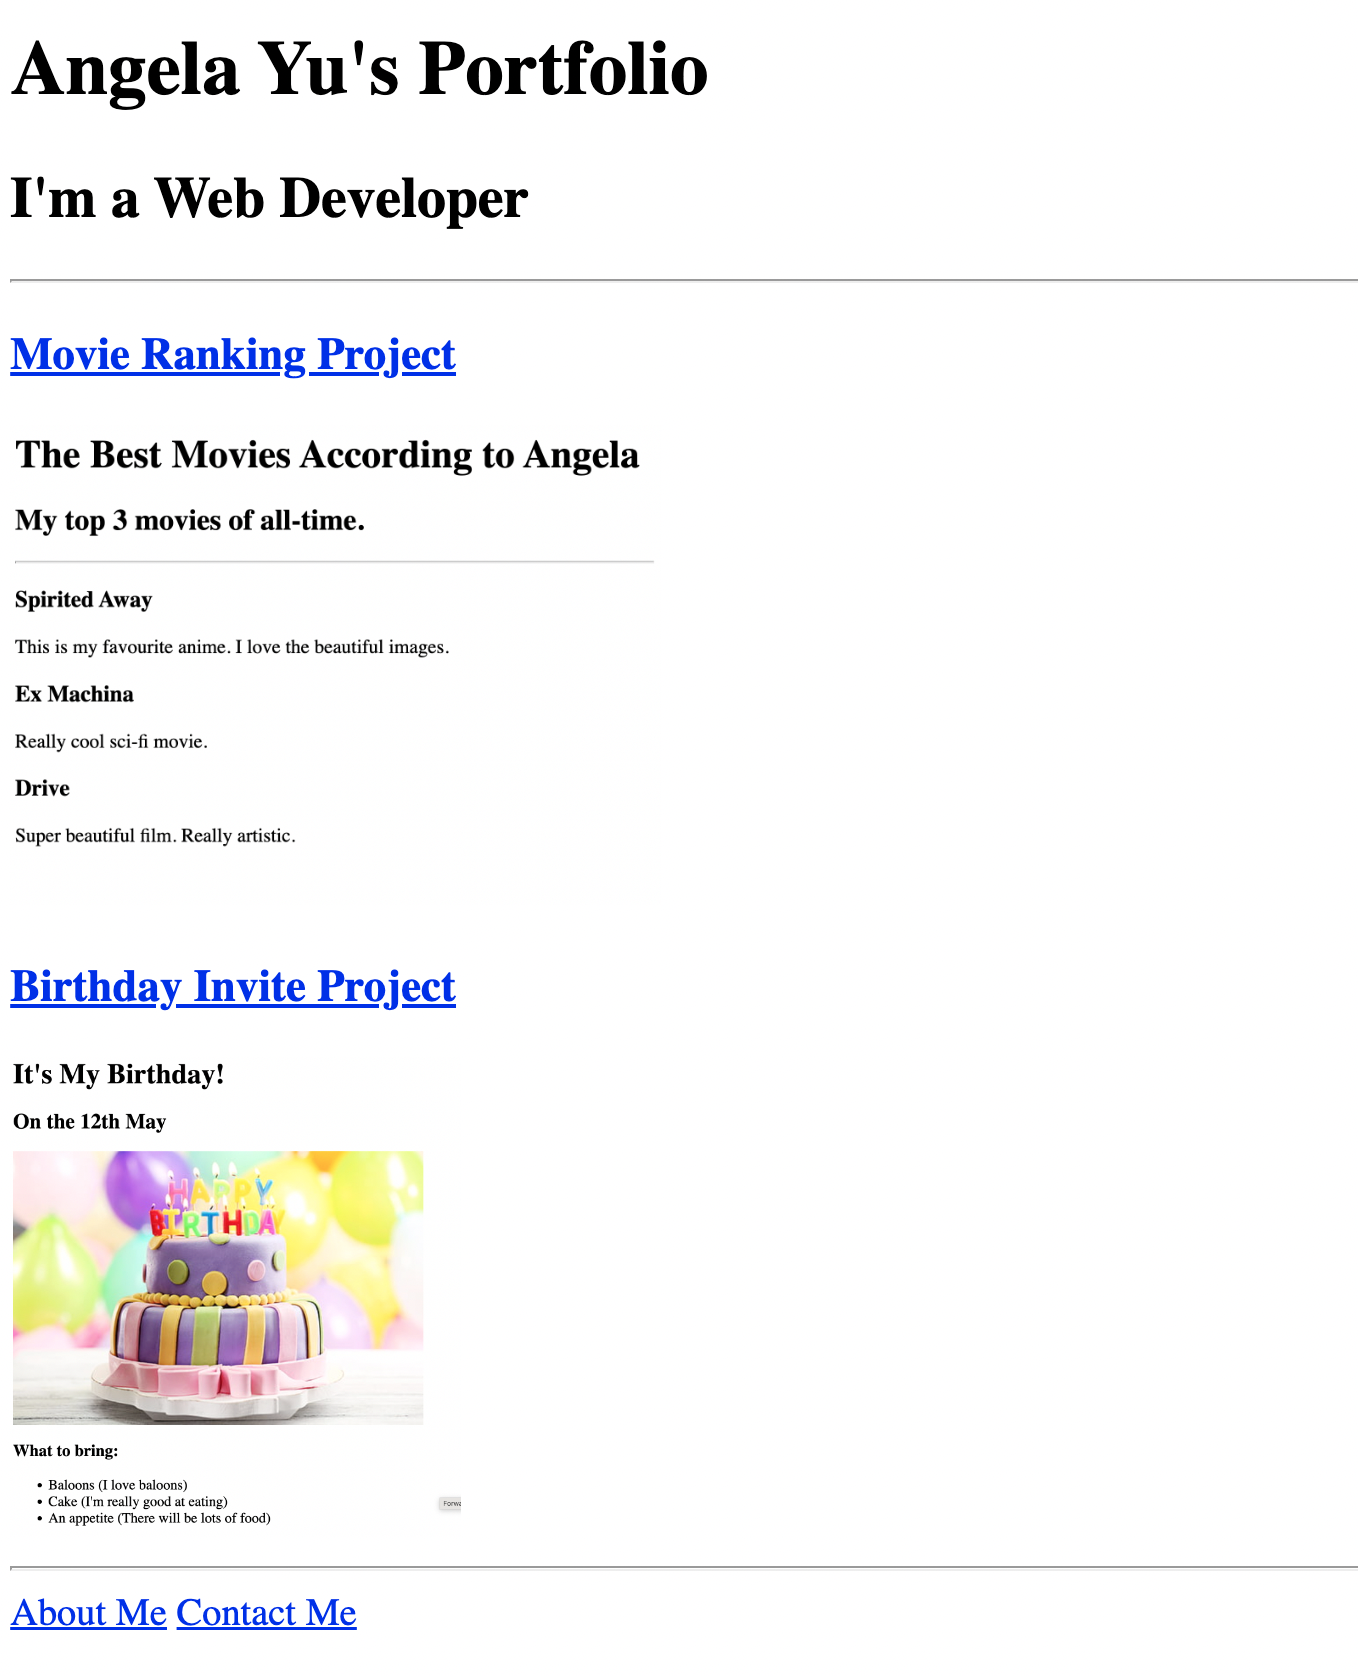 Angela Yu's Portfolio
I'm a Web Developer
Movie Ranking Project
The Best Movies According to Angela
My top 3 movies of all-time.
Spirited Away
This is my favourite anime. I love the beautiful images.
Ex Machina
Really cool sci-fi movie.
Drive
Super beautiful film. Really artistic.
Birthday Invite Project
It's My Birthday!
On the 12th May
HAPPY
BIRTHDAY
What to bring:
• Baloons (I love baloons)
• Cake (I'm really good at eating)
• An appetite (There will be lots of food)
Forwa
About Me Contact Me